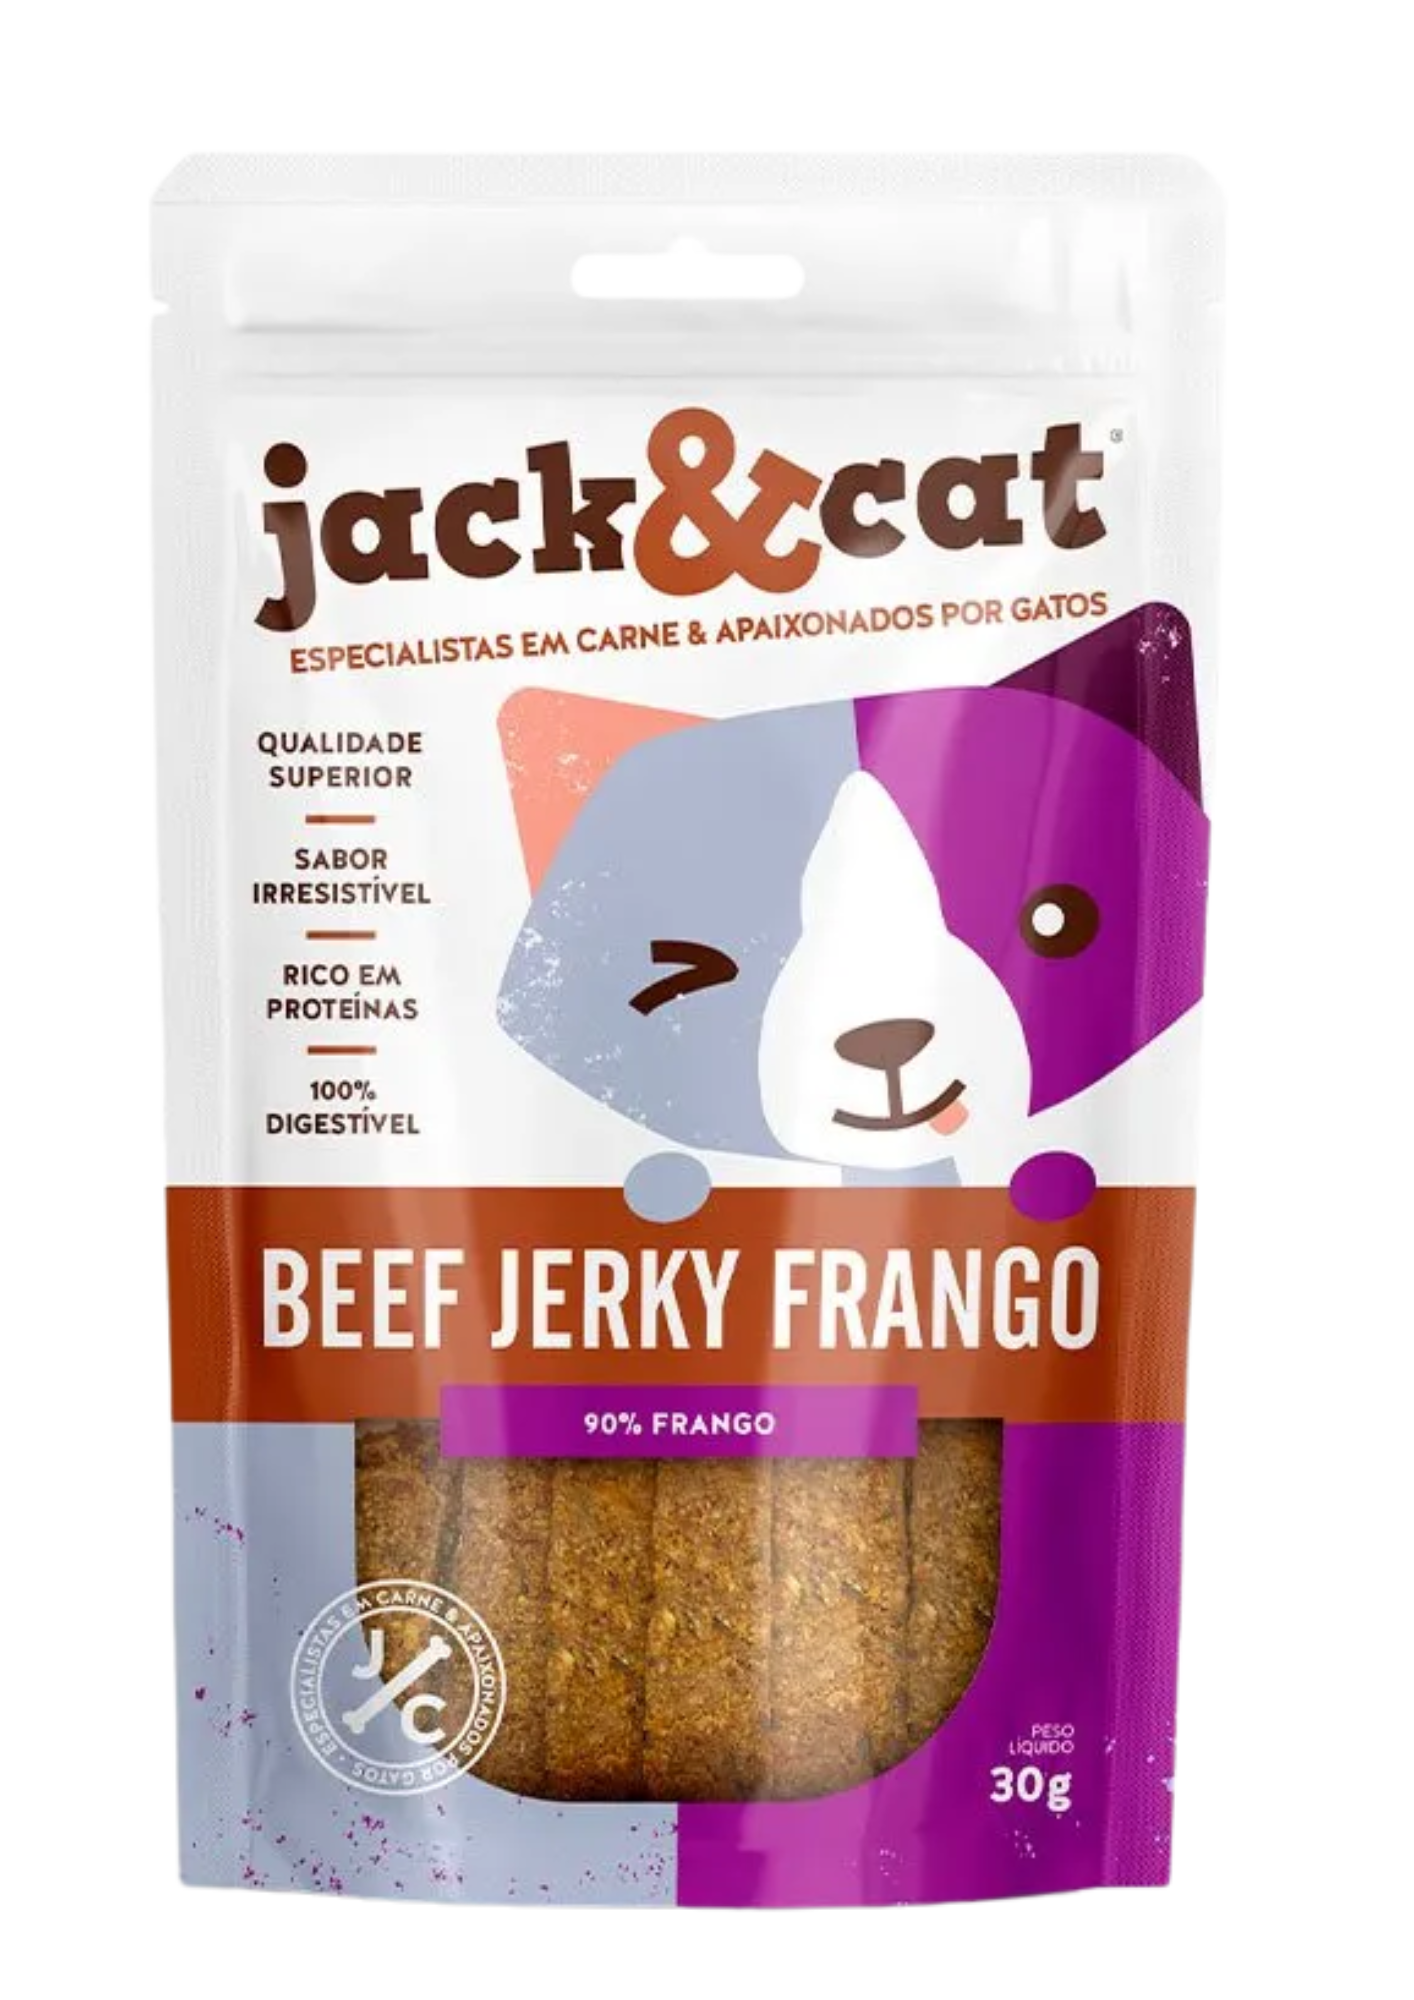 jack&cat®
ESPECIALISTAS EM CARNE & APAIXONADOS POR GATOS
QUALIDADE
SUPERIOR
SABOR
IRRESISTÍVEL
RICO EM
PROTEÍNAS
100%
DIGESTÍVEL
BEEF JERKY FRANGO
90% FRANGO
ESPECIALISTAS EM CARNE & APAIXONADOS POR GATOS •
J
C
PESO
LÍQUIDO
30g